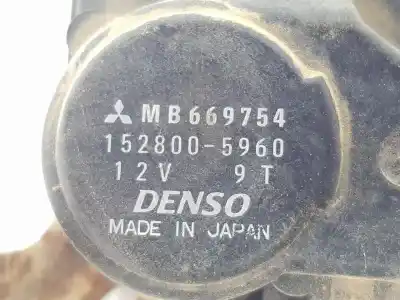 MB669754
152800-5960
12V 9T
DENSO
MADE IN JAPAN